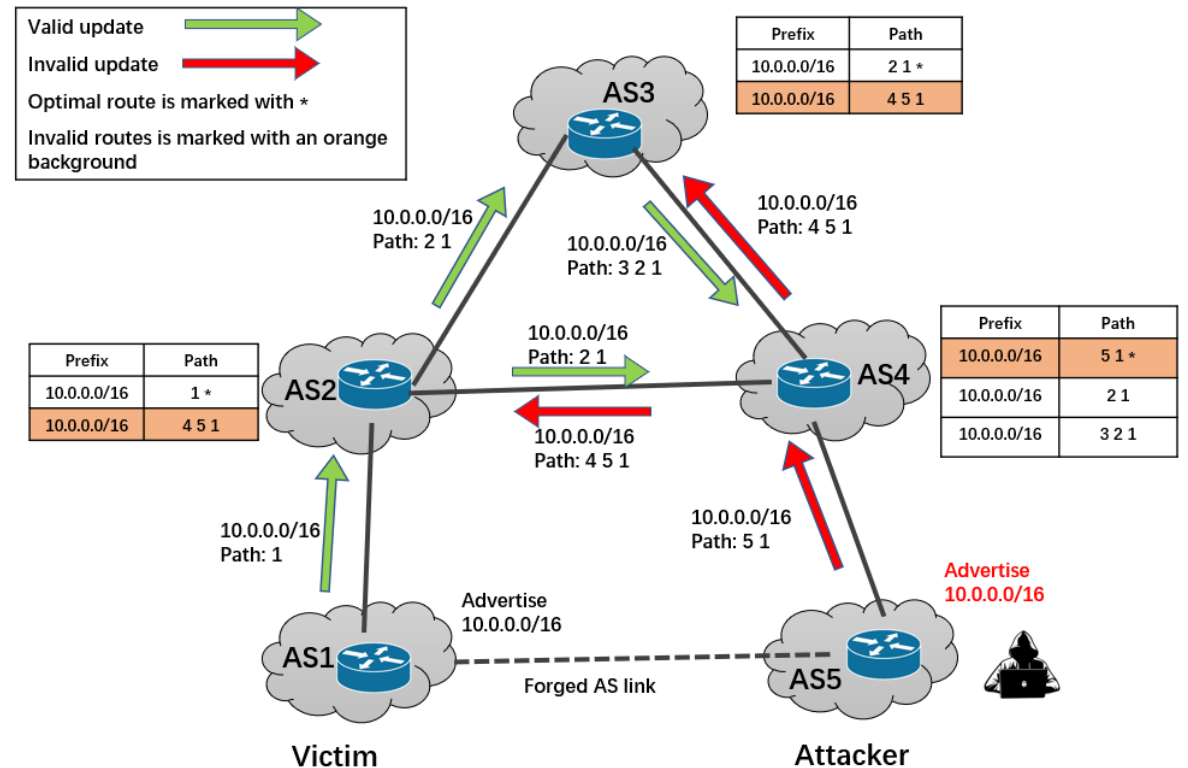 Valid update
Invalid update
Optimal route is marked with *
Invalid routes is marked with an orange
background
Prefix Path
10.0.0.0/16 2 1 *
10.0.0.0/16 4 5 1
AS3
10.0.0.0/16
Path: 2 1
10.0.0.0/16
Path: 3 2 1
10.0.0.0/16
Path: 4 5 1
Prefix Path
10.0.0.0/16 1 *
10.0.0.0/16 4 5 1
AS2
10.0.0.0/16
Path: 2 1
10.0.0.0/16
Path: 4 5 1
AS4
Prefix Path
10.0.0.0/16 5 1 *
10.0.0.0/16 2 1
10.0.0.0/16 3 2 1
10.0.0.0/16
Path: 1
10.0.0.0/16
Path: 5 1
AS1
Advertise
10.0.0.0/16
Forged AS link
AS5
Advertise
10.0.0.0/16
Victim
Attacker